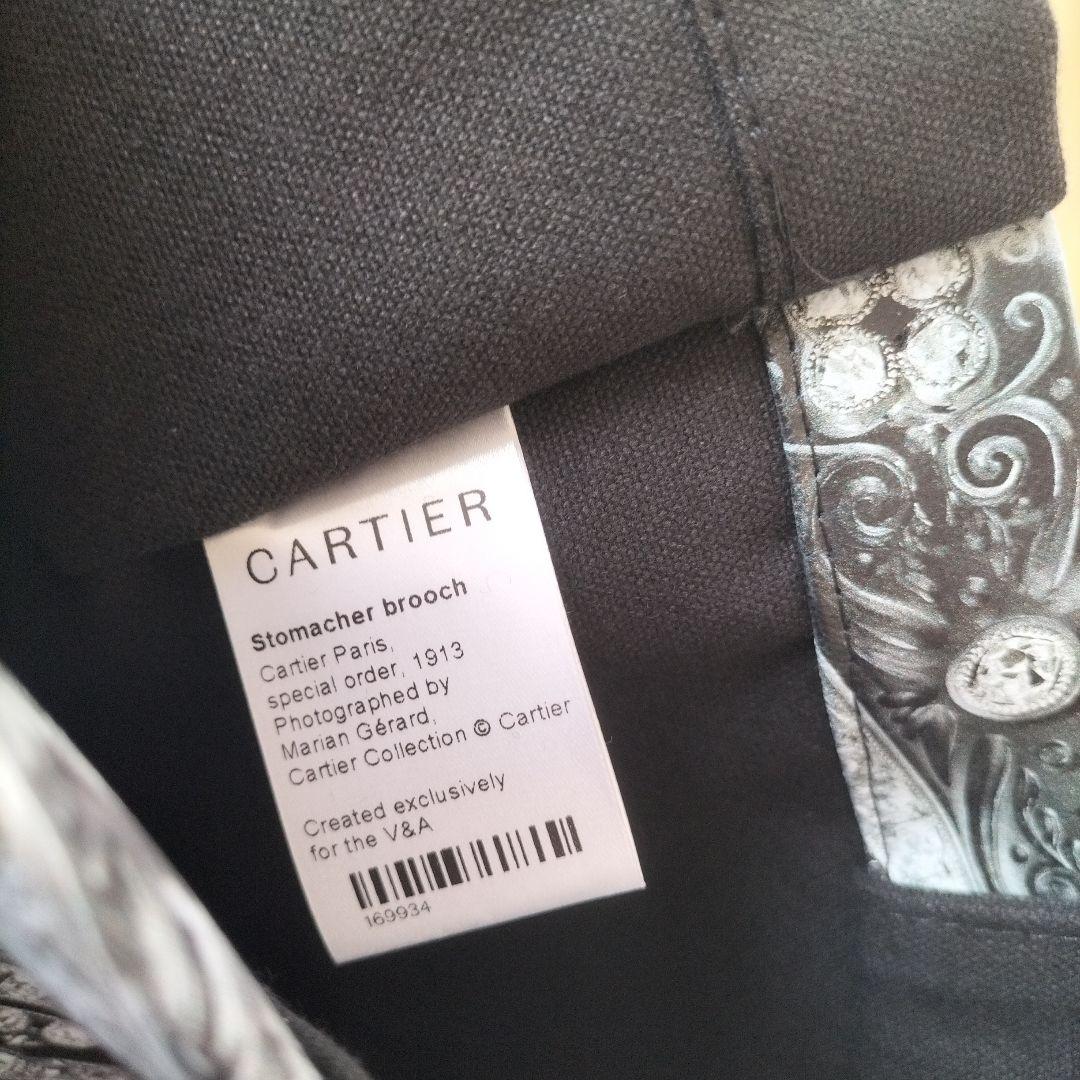 CARTIER
Stomacher brooch
Cartier Paris,
special order, 1913
Photographed by
Marian Gérard,
Cartier Collection © Cartier
Created exclusively
for the V&A
169934